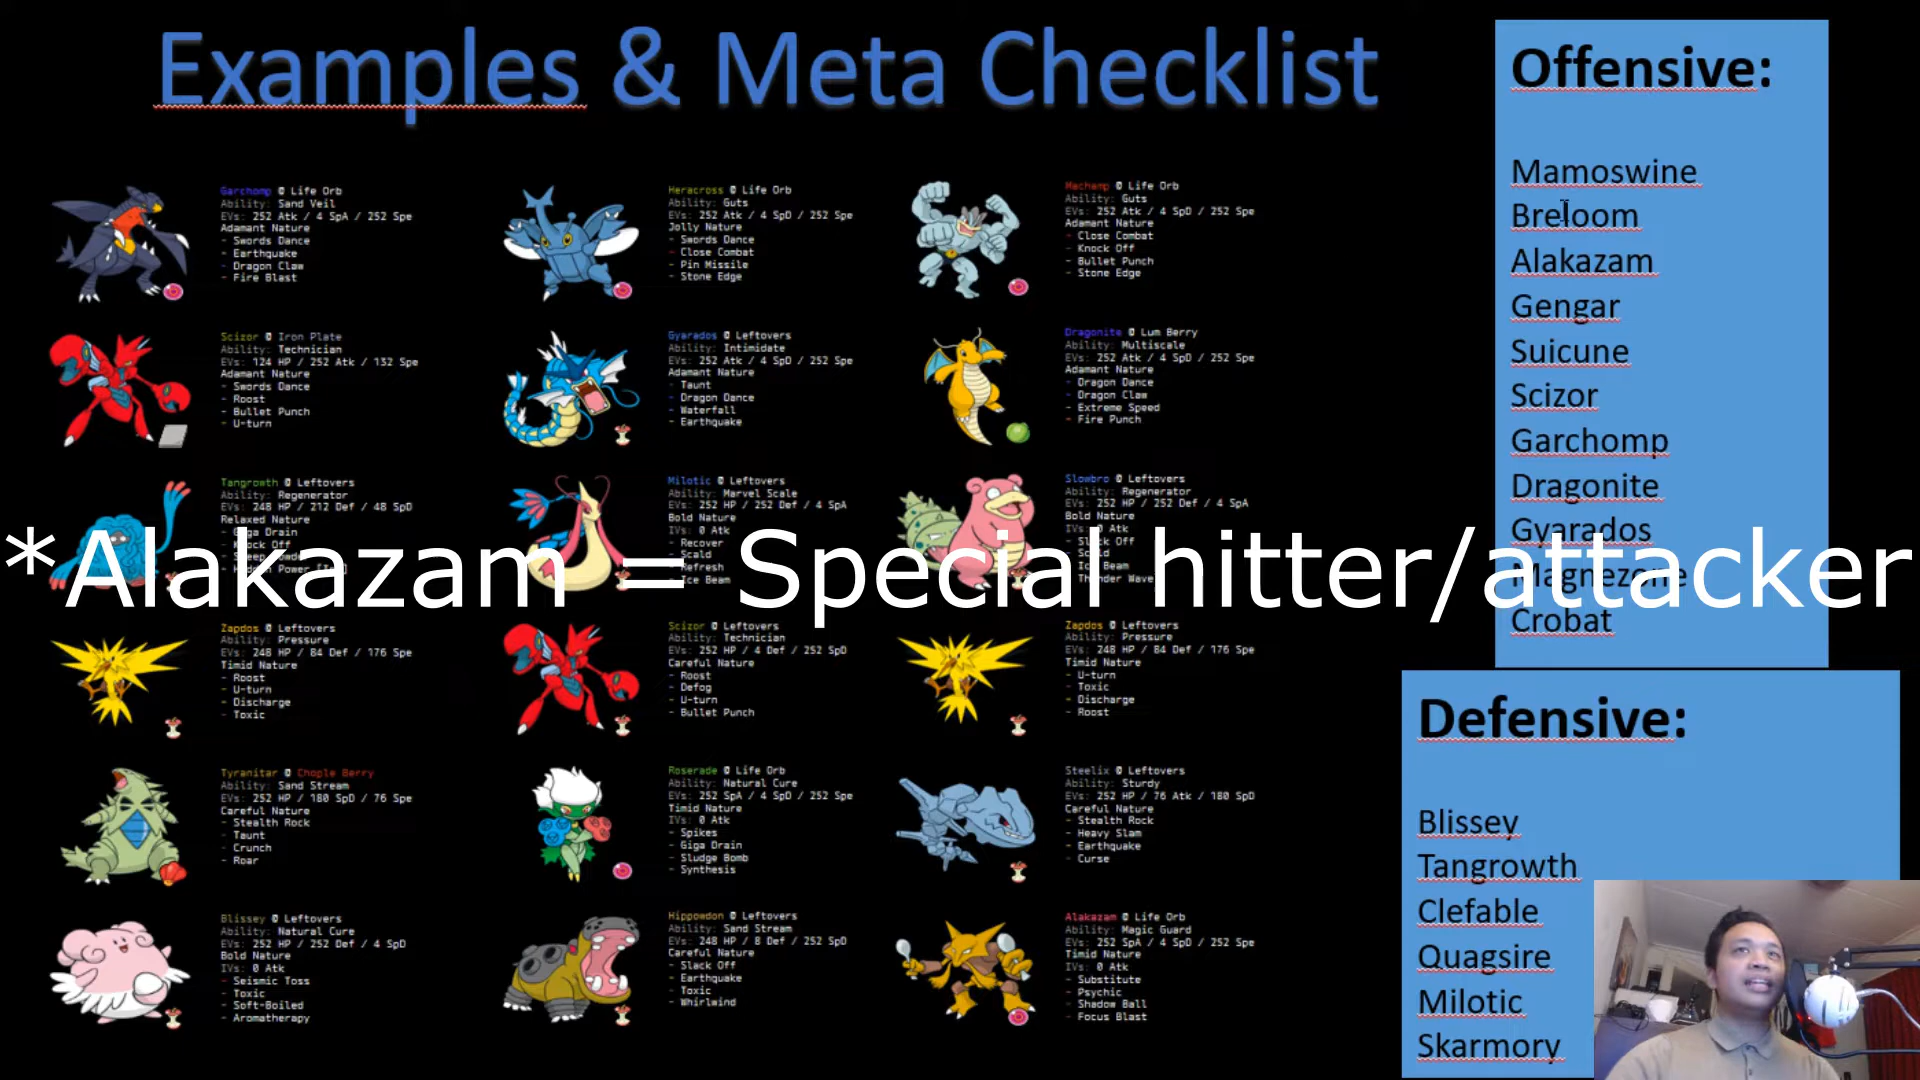 Examples & Meta Checklist
Garchomp @ Life Orb
Ability: Sand Veil
EVs: 252 Atk / 4 SpA / 252 Spe
Adamant Nature
- Swords Dance
- Earthquake
- Dragon Claw
- Fire Blast
Heracross @ Life Orb
Ability: Guts
EVs: 252 Atk / 4 SpD / 252 Spe
Jolly Nature
- Swords Dance
- Close Combat
- Pin Missile
- Stone Edge
Machamp @ Life Orb
Ability: Guts
EVs: 252 Atk / 4 SpD / 252 Spe
Adamant Nature
- Close Combat
- Knock Off
- Bullet Punch
- Stone Edge
Scizor @ Iron Plate
Ability: Technician
EVs: 124 HP / 252 Atk / 132 Spe
Adamant Nature
- Swords Dance
- Roost
- Bullet Punch
- U-turn
Gyarados @ Leftovers
Ability: Intimidate
EVs: 252 Atk / 4 SpD / 252 Spe
Adamant Nature
- Taunt
- Dragon Dance
- Waterfall
- Earthquake
Dragonite @ Lum Berry
Ability: Multiscale
EVs: 252 Atk / 4 SpD / 252 Spe
Adamant Nature
- Dragon Dance
- Dragon Claw
- Extreme Speed
- Fire Punch
Tangrowth @ Leftovers
Ability: Regenerator
EVs: 248 HP / 212 Def / 48 SpD
Relaxed Nature
- Giga Drain
- Knock Off
- Hidden Power
Milotic @ Leftovers
Ability: Marvel Scale
EVs: 252 HP / 252 Def / 4 SpA
Bold Nature
IVs: 0 Atk
- Recover
- Scald
- Refresh
- Ice Beam
Slowbro @ Leftovers
Ability: Regenerator
EVs: 252 HP / 252 Def / 4 SpA
Bold Nature
IVs: 0 Atk
- Slack Off
- Scald
- Ice Beam
- Thunder Wave
*Alakazam = Special hitter/attacker
Zapdos @ Leftovers
Ability: Pressure
EVs: 248 HP / 84 Def / 176 Spe
Timid Nature
- Roost
- U-turn
- Discharge
- Toxic
Scizor @ Leftovers
Ability: Technician
EVs: 252 HP / 4 Def / 252 SpD
Careful Nature
- Roost
- Defog
- U-turn
- Bullet Punch
Zapdos @ Leftovers
Ability: Pressure
EVs: 248 HP / 84 Def / 176 Spe
Timid Nature
- U-turn
- Toxic
- Discharge
- Roost
Tyranitar @ Chople Berry
Ability: Sand Stream
EVs: 252 HP / 180 SpD / 76 Spe
Careful Nature
- Stealth Rock
- Taunt
- Crunch
- Roar
Roserade @ Life Orb
Ability: Natural Cure
EVs: 252 SpA / 4 SpD / 252 Spe
Timid Nature
IVs: 0 Atk
- Spikes
- Giga Drain
- Sludge Bomb
- Synthesis
Steelix @ Leftovers
Ability: Sturdy
EVs: 252 HP / 76 Atk / 180 SpD
Careful Nature
- Stealth Rock
- Heavy Slam
- Earthquake
- Curse
Blissey @ Leftovers
Ability: Natural Cure
EVs: 252 HP / 252 Def / 4 SpD
Bold Nature
IVs: 0 Atk
- Seismic Toss
- Toxic
- Soft-Boiled
- Aromatherapy
Hippowdon @ Leftovers
Ability: Sand Stream
EVs: 248 HP / 8 Def / 252 SpD
Careful Nature
- Slack Off
- Earthquake
- Toxic
- Whirlwind
Alakazam @ Life Orb
Ability: Magic Guard
EVs: 252 SpA / 4 SpD / 252 Spe
Timid Nature
IVs: 0 Atk
- Substitute
- Psychic
- Shadow Ball
- Focus Blast
Offensive:
Mamoswine
Breloom
Alakazam
Gengar
Suicune
Scizor
Garchomp
Dragonite
Gyarados
Magnezone
Crobat
Defensive:
Blissey
Tangrowth
Clefable
Quagsire
Milotic
Skarmory